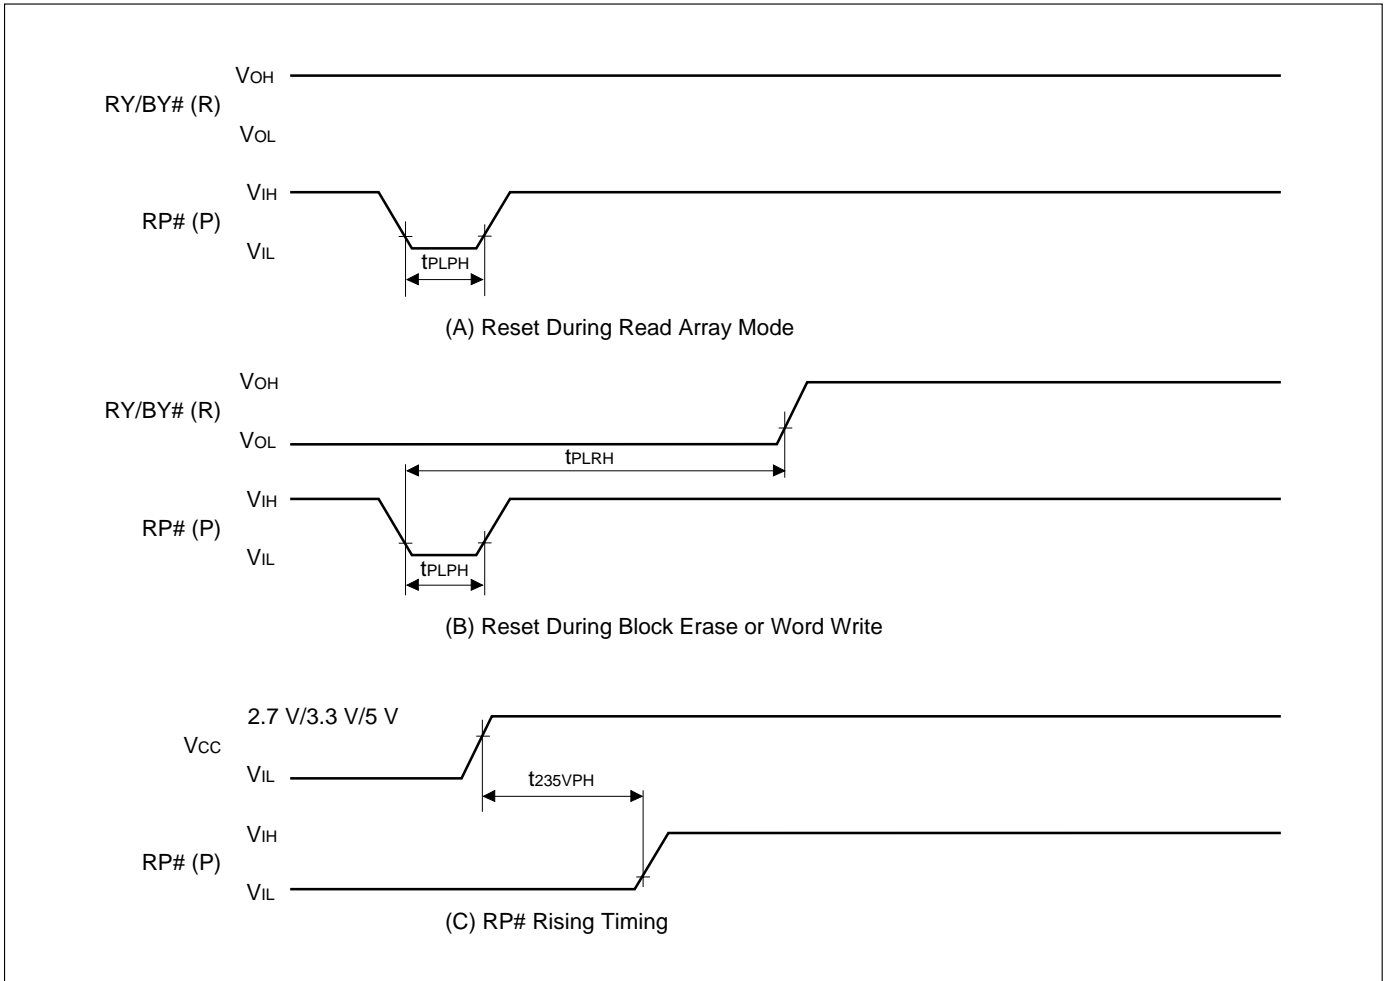 VOH
RY/BY# (R)
VOL
VIH
RP# (P)
VIL
tPLPH
(A) Reset During Read Array Mode
VOH
RY/BY# (R)
VOL
tPLRH
VIH
RP# (P)
VIL
tPLPH
(B) Reset During Block Erase or Word Write
2.7 V/3.3 V/5 V
VCC
VIL
t235VPH
VIH
RP# (P)
VIL
(C) RP# Rising Timing